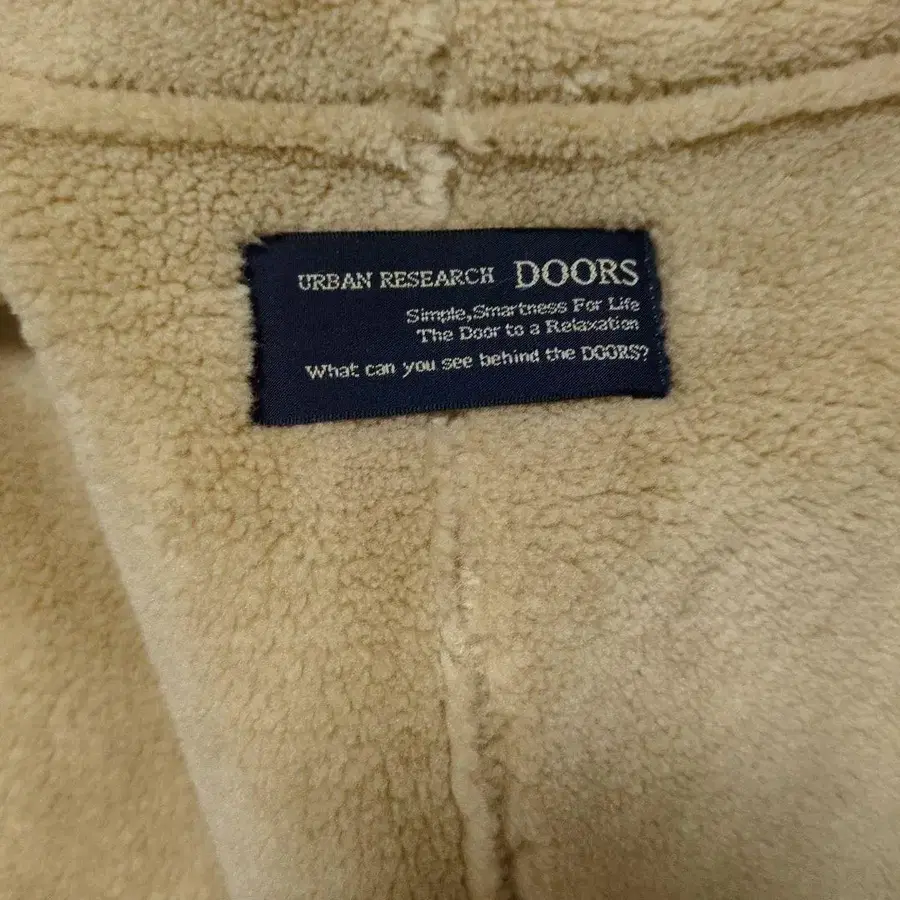 URBAN RESEARCH DOORS
Simple,Smartness For Life
The Door to a Relaxation
What can you see behind the DOORS?